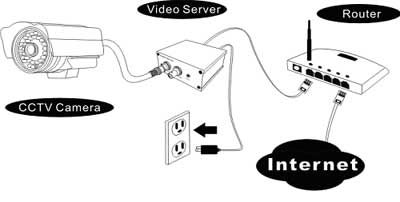 Video Server
Router
CCTV Camera
Internet